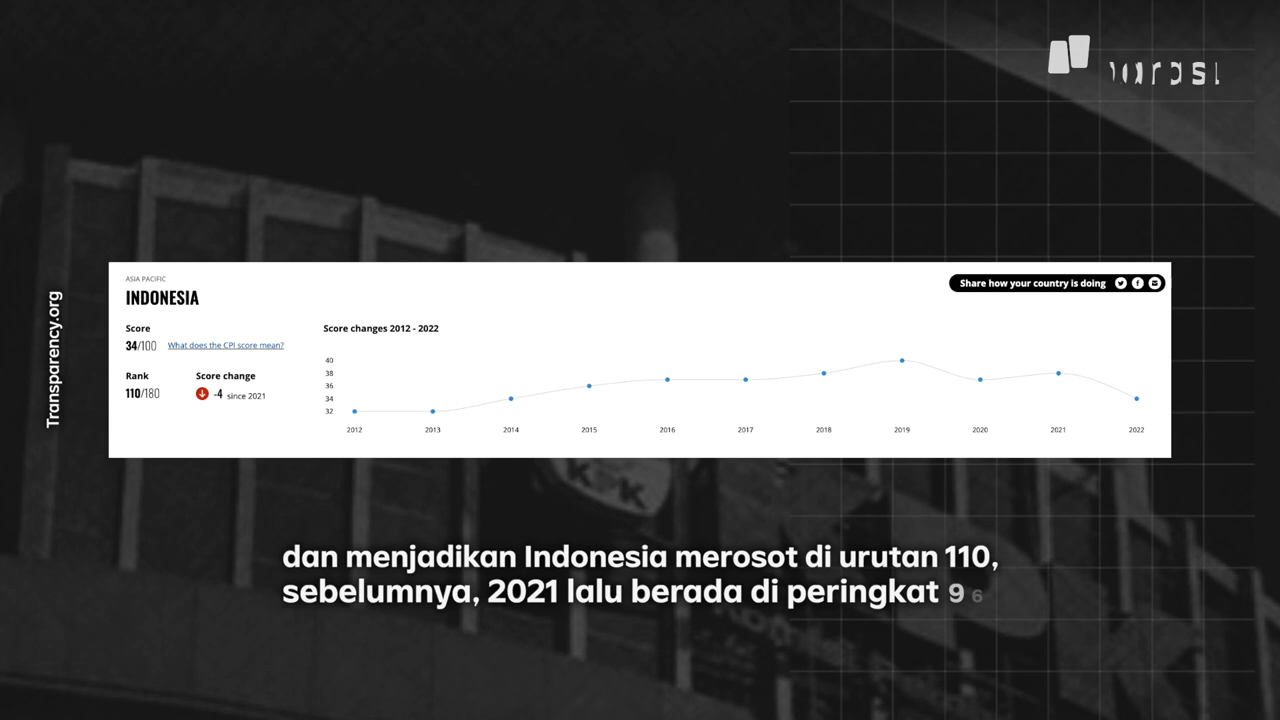 narasi
Transparency.org
ASIA PACIFIC
INDONESIA
Share how your country is doing
Score
34/100 What does the CPI score mean?
Rank
110/180
Score change
-4 since 2021
Score changes 2012 - 2022
40
38
36
34
32
2012 2013 2014 2015 2016 2017 2018 2019 2020 2021 2022
KPK
dan menjadikan Indonesia merosot di urutan 110,
sebelumnya, 2021 lalu berada di peringkat 96